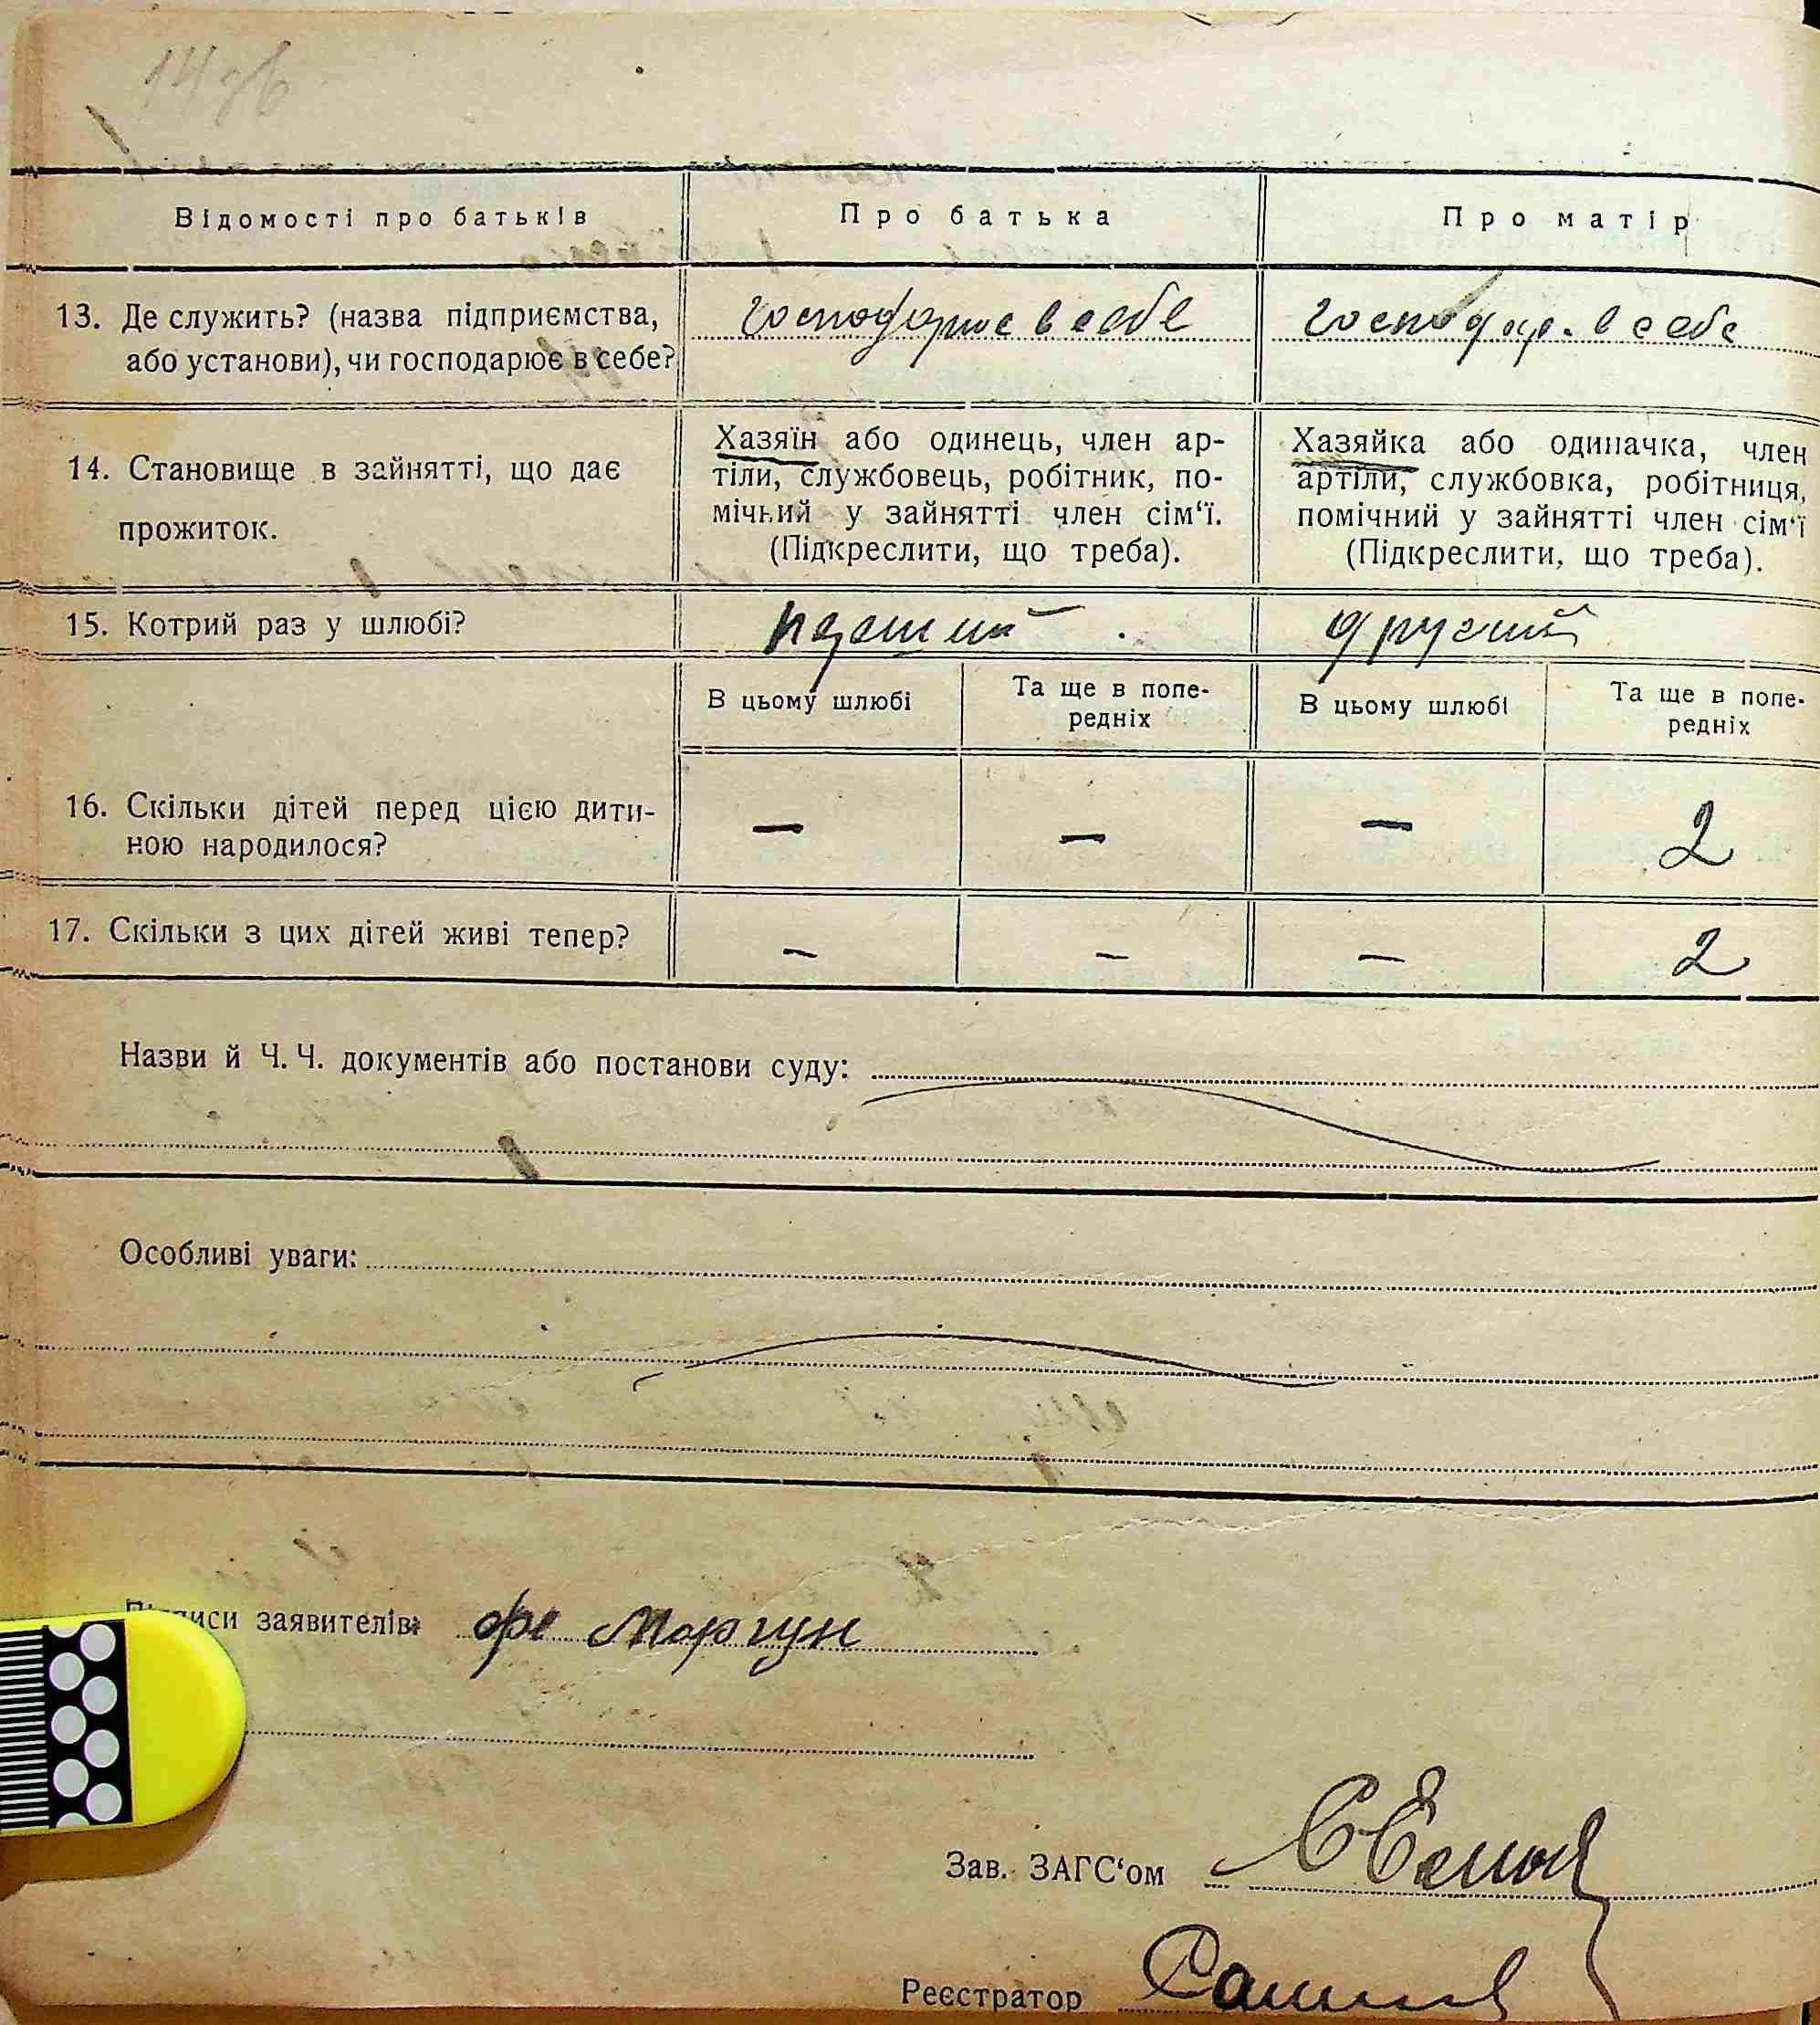 14 зв
Відомості про батьків
Про батька
Про матір
13. Де служить? (назва підприємства,
або установи), чи господарює в себе?
господарює в себе
господар. в себе
14. Становище в зайнятті, що дає
прожиток.
Хазяїн або одинець, член ар-
тіли, службовець, робітник, по-
мічний у зайнятті член сім‘ї.
(Підкреслити, що треба).
Хазяйка або одиначка, член
артіли, службовка, робітниця,
помічний у зайнятті член сім‘ї
(Підкреслити, що треба).
15. Котрий раз у шлюбі?
перший
другий
В цьому шлюбі
Та ще в попе-
редніх
В цьому шлюбі
Та ще в попе-
редніх
16. Скільки дітей перед цією дити-
ною народилося?
—
—
—
2
17. Скільки з цих дітей живі тепер?
—
—
—
2
Назви й Ч. Ч. документів або постанови суду:
Особливі уваги:
Підписи заявителів: Моргун
Зав. ЗАГС‘ом
Реєстратор